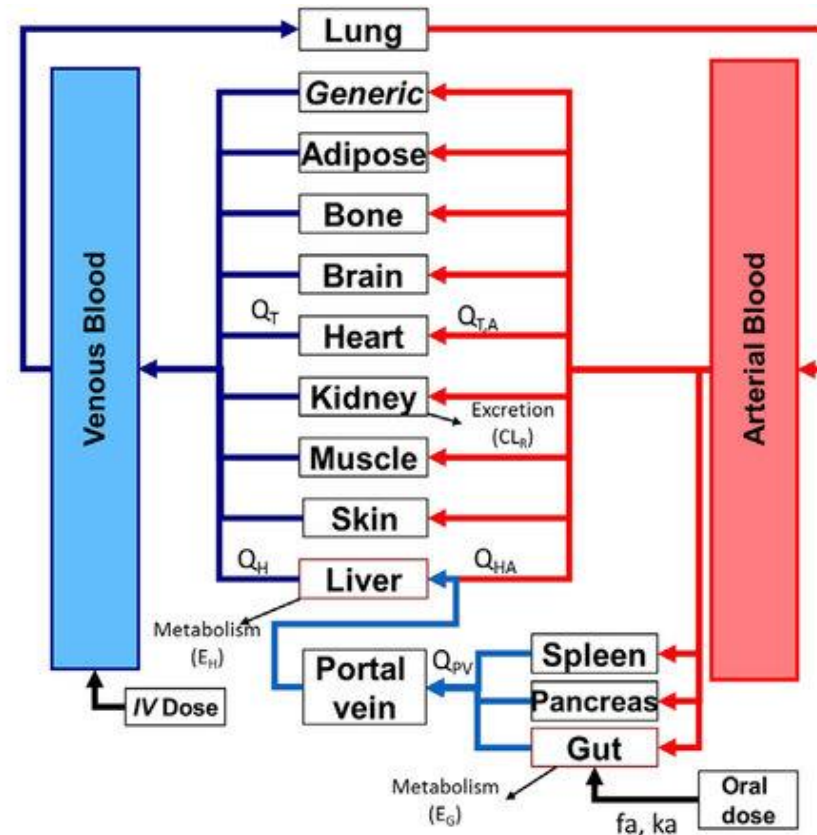 Lung
Generic
Adipose
Bone
Brain
Q_T
Heart
Q_T,A
Kidney
Excretion
(CL_R)
Muscle
Skin
Q_H
Liver
Q_HA
Metabolism
(E_H)
Portal
vein
Q_PV
Spleen
Pancreas
Gut
Metabolism
(E_G)
Oral
dose
fa, ka
IV Dose
Venous Blood
Arterial Blood